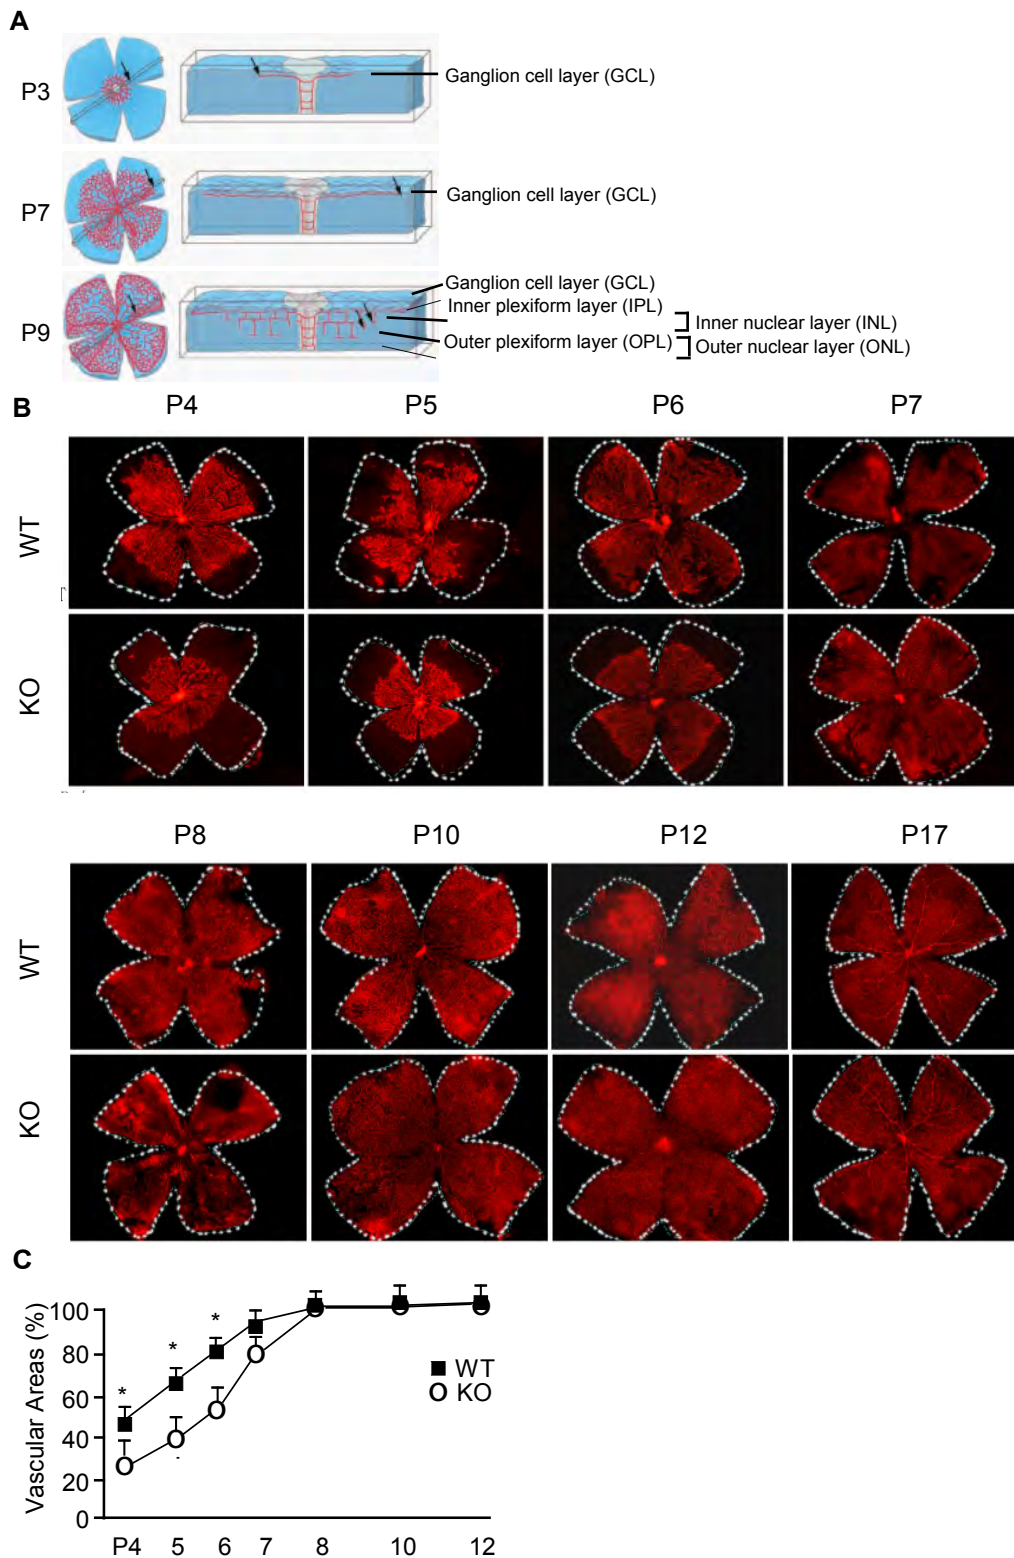 A
P3
Ganglion cell layer (GCL)
P7
Ganglion cell layer (GCL)
P9
Ganglion cell layer (GCL)
Inner plexiform layer (IPL)
Inner nuclear layer (INL)
Outer plexiform layer (OPL)
Outer nuclear layer (ONL)
B
P4 P5 P6 P7
WT
KO
P8 P10 P12 P17
WT
KO
C
Vascular Areas (%)
100
80
60
40
20
0
* * *
WT
KO
P4 5 6 7 8 10 12